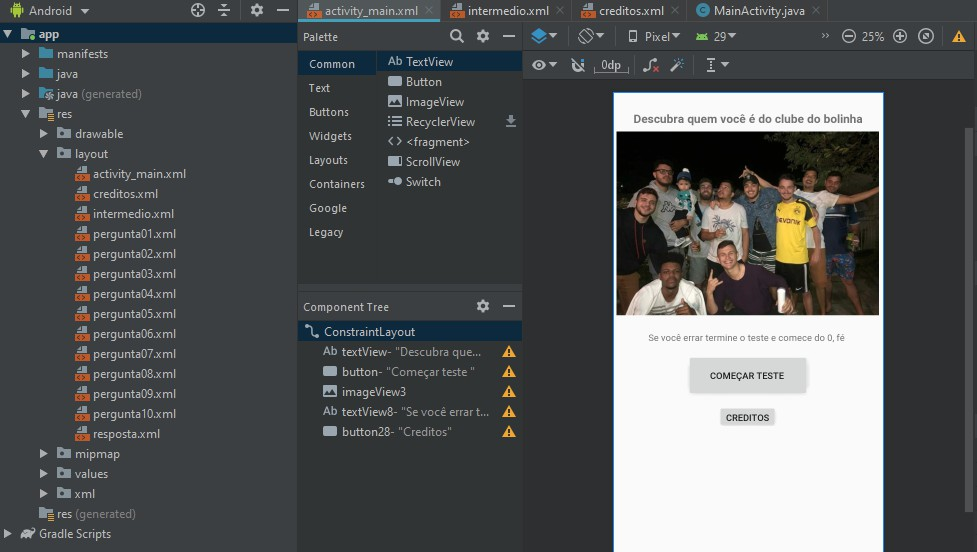 Android
app
manifests
java
java (generated)
res
drawable
layout
activity_main.xml
creditos.xml
intermedio.xml
pergunta01.xml
pergunta02.xml
pergunta03.xml
pergunta04.xml
pergunta05.xml
pergunta06.xml
pergunta07.xml
pergunta08.xml
pergunta09.xml
pergunta10.xml
resposta.xml
mipmap
values
xml
res (generated)
Gradle Scripts
activity_main.xml intermedio.xml creditos.xml MainActivity.java
Palette
Common
Text
Buttons
Widgets
Layouts
Containers
Google
Legacy
Ab TextView
Button
ImageView
RecyclerView
<fragment>
ScrollView
Switch
Component Tree
ConstraintLayout
Ab textView- "Descubra que...
button- "Começar teste "
imageView3
Ab textView8- "Se você errar t...
button28- "Creditos"
Pixel 29 » 25%
0dp
Descubra quem você é do clube do bolinha
EVONIK
Se você errar termine o teste e comece do 0, fé
COMEÇAR TESTE
CREDITOS